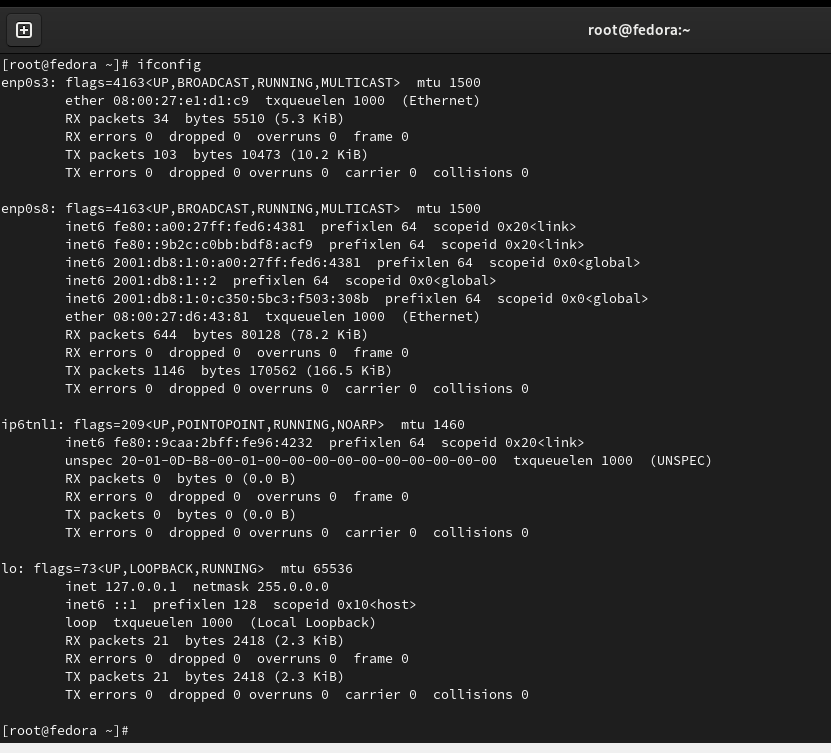 root@fedora:~
[root@fedora ~]# ifconfig
enp0s3: flags=4163<UP,BROADCAST,RUNNING,MULTICAST>  mtu 1500
        ether 08:00:27:e1:d1:c9  txqueuelen 1000  (Ethernet)
        RX packets 34  bytes 5510 (5.3 KiB)
        RX errors 0  dropped 0  overruns 0  frame 0
        TX packets 103  bytes 10473 (10.2 KiB)
        TX errors 0  dropped 0 overruns 0  carrier 0  collisions 0

enp0s8: flags=4163<UP,BROADCAST,RUNNING,MULTICAST>  mtu 1500
        inet6 fe80::a00:27ff:fed6:4381  prefixlen 64  scopeid 0x20<link>
        inet6 fe80::9b2c:c0bb:bdf8:acf9  prefixlen 64  scopeid 0x20<link>
        inet6 2001:db8:1:0:a00:27ff:fed6:4381  prefixlen 64  scopeid 0x0<global>
        inet6 2001:db8:1::2  prefixlen 64  scopeid 0x0<global>
        inet6 2001:db8:1:0:c350:5bc3:f503:308b  prefixlen 64  scopeid 0x0<global>
        ether 08:00:27:d6:43:81  txqueuelen 1000  (Ethernet)
        RX packets 644  bytes 80128 (78.2 KiB)
        RX errors 0  dropped 0  overruns 0  frame 0
        TX packets 1146  bytes 170562 (166.5 KiB)
        TX errors 0  dropped 0 overruns 0  carrier 0  collisions 0

ip6tnl1: flags=209<UP,POINTOPOINT,RUNNING,NOARP>  mtu 1460
        inet6 fe80::9caa:2bff:fe96:4232  prefixlen 64  scopeid 0x20<link>
        unspec 20-01-0D-B8-00-01-00-00-00-00-00-00-00-00-00-00  txqueuelen 1000  (UNSPEC)
        RX packets 0  bytes 0 (0.0 B)
        RX errors 0  dropped 0  overruns 0  frame 0
        TX packets 0  bytes 0 (0.0 B)
        TX errors 0  dropped 0 overruns 0  carrier 0  collisions 0

lo: flags=73<UP,LOOPBACK,RUNNING>  mtu 65536
        inet 127.0.0.1  netmask 255.0.0.0
        inet6 ::1  prefixlen 128  scopeid 0x10<host>
        loop  txqueuelen 1000  (Local Loopback)
        RX packets 21  bytes 2418 (2.3 KiB)
        RX errors 0  dropped 0  overruns 0  frame 0
        TX packets 21  bytes 2418 (2.3 KiB)
        TX errors 0  dropped 0 overruns 0  carrier 0  collisions 0

[root@fedora ~]#